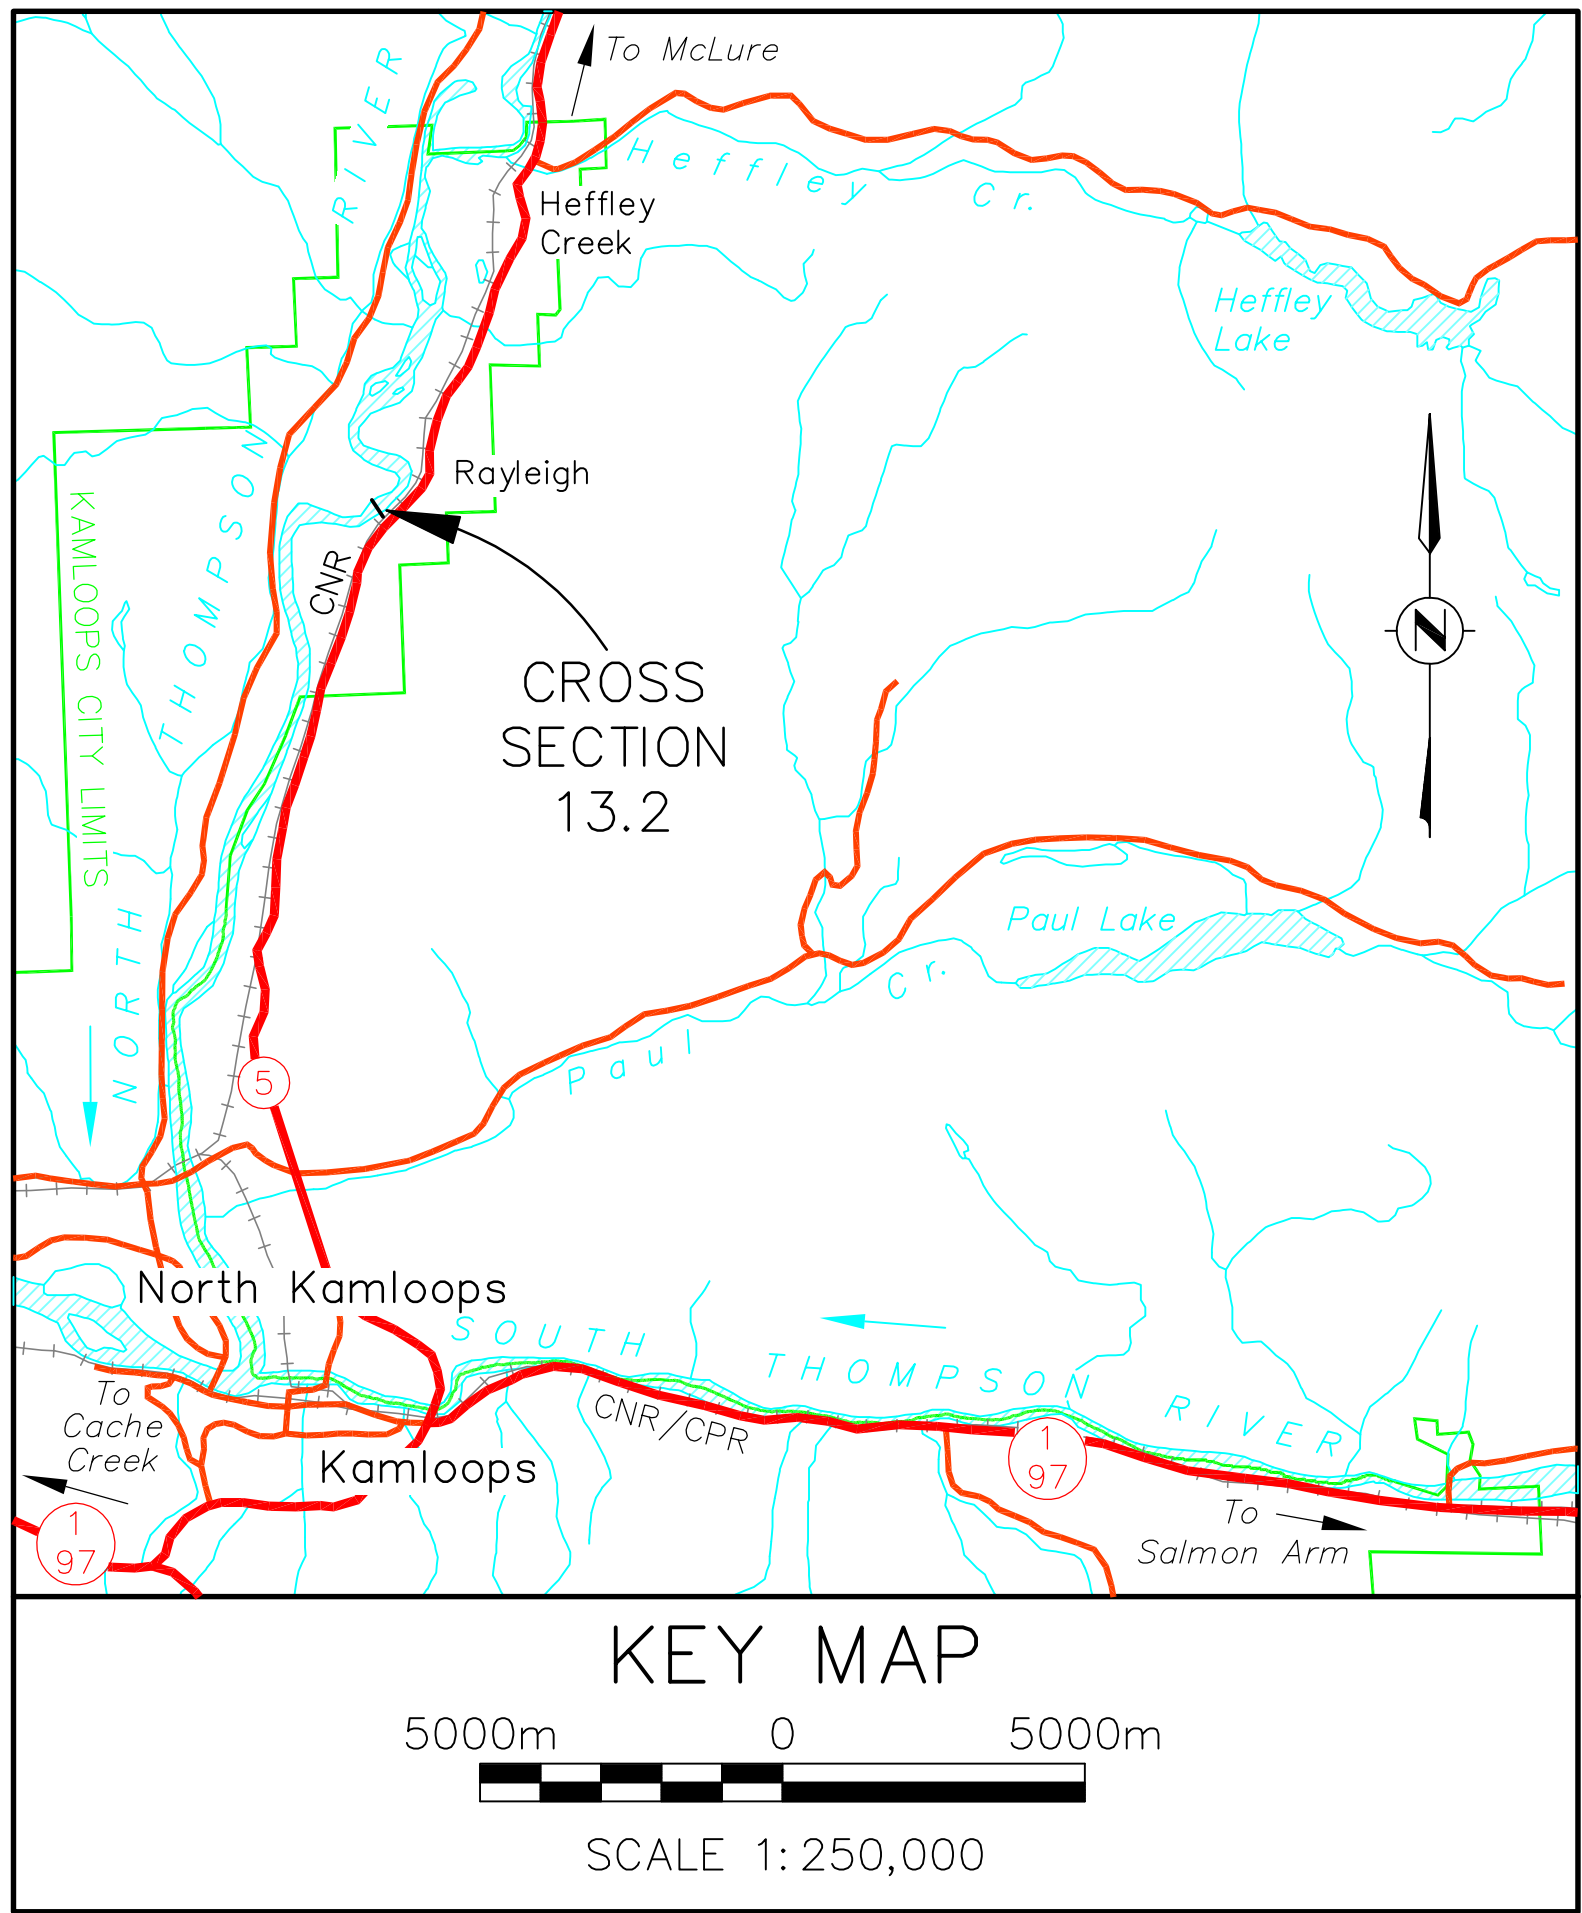 To McLure
RIVER
Heffley Cr.
Heffley
Creek
Heffley
Lake
THOMPSON
Rayleigh
KAMLOOPS CITY LIMITS
CNR
N
CROSS
SECTION
13.2
NORTH
Paul Lake
Paul Cr.
5
North Kamloops
SOUTH THOMPSON RIVER
To
Cache
Creek
CNR/CPR
Kamloops
1
97
1
97
To
Salmon Arm
KEY MAP
5000m 0 5000m
SCALE 1:250,000